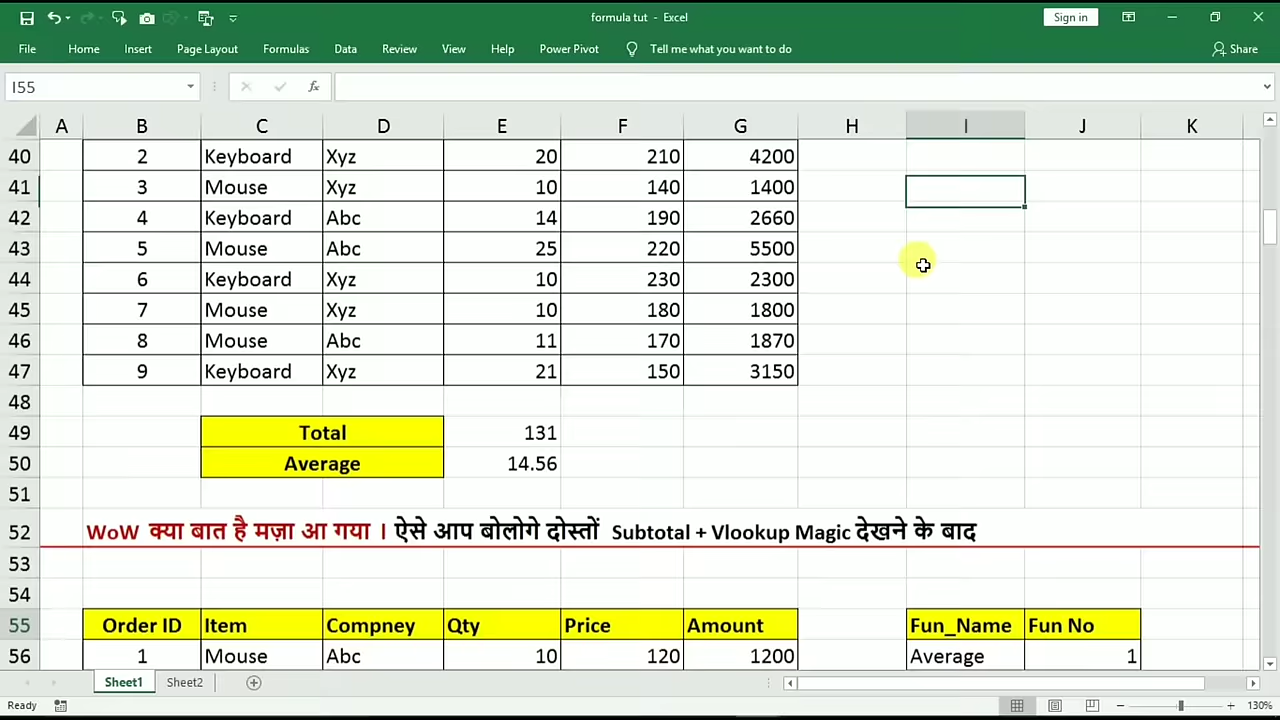 formula tut - Excel
Sign in
File Home Insert Page Layout Formulas Data Review View Help Power Pivot Tell me what you want to do Share
I55 fx
A B C D E F G H I J K
40 2 Keyboard Xyz 20 210 4200
41 3 Mouse Xyz 10 140 1400
42 4 Keyboard Abc 14 190 2660
43 5 Mouse Abc 25 220 5500
44 6 Keyboard Xyz 10 230 2300
45 7 Mouse Xyz 10 180 1800
46 8 Mouse Abc 11 170 1870
47 9 Keyboard Xyz 21 150 3150
48
49 Total 131
50 Average 14.56
51
52 WoW क्या बात है मज़ा आ गया । ऐसे आप बोलोगे दोस्तों Subtotal + Vlookup Magic देखने के बाद
53
54
55 Order ID Item Compney Qty Price Amount Fun_Name Fun No
56 1 Mouse Abc 10 120 1200 Average 1
Sheet1 Sheet2
Ready 130%